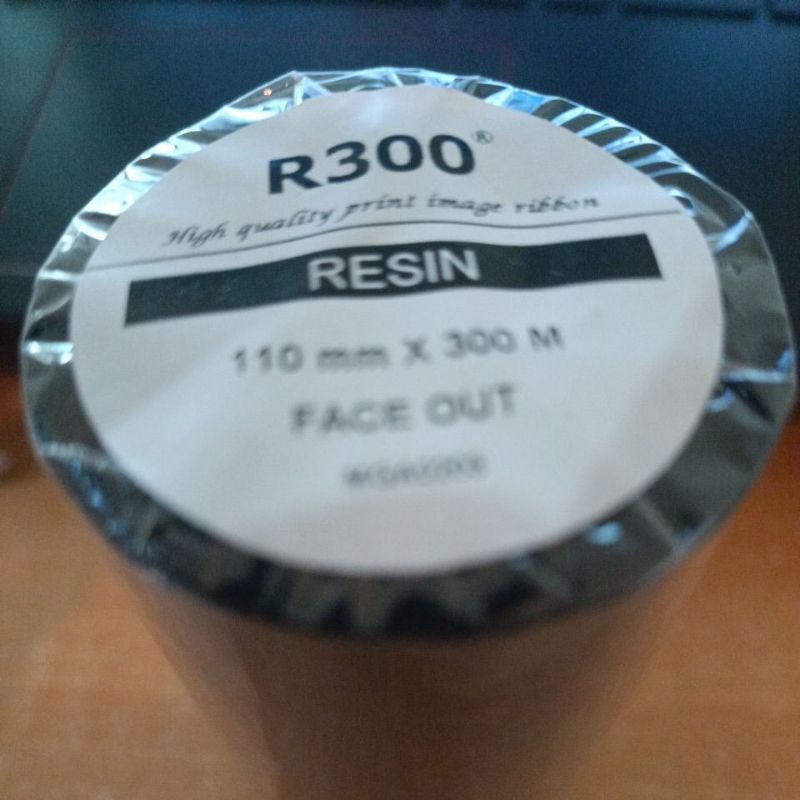 R300®
High quality print image ribbon
RESIN
110 mm X 300 M
FACE OUT